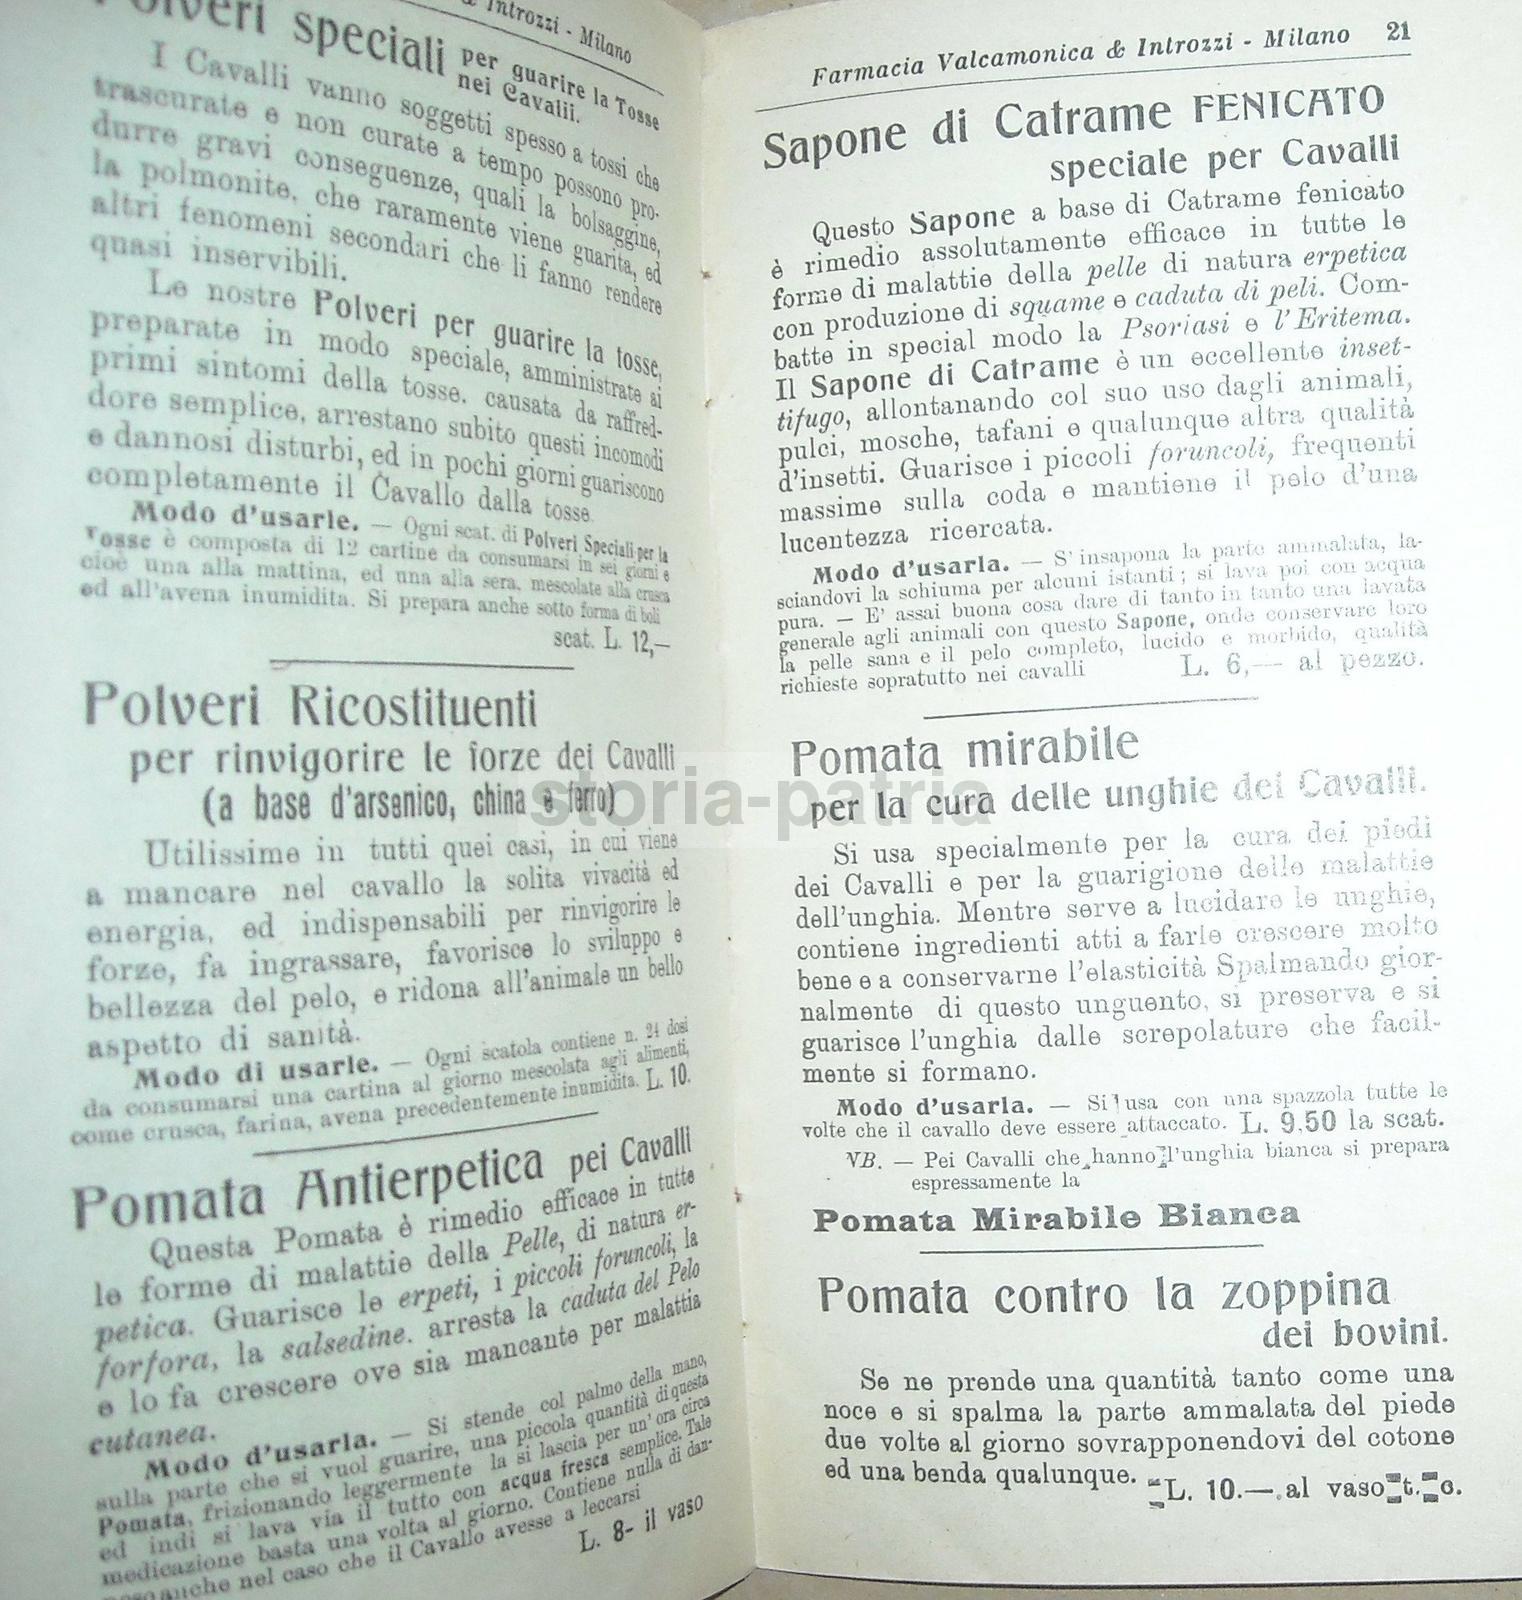 & Introzzi - Milano
Polveri speciali per guarire la Tosse
nei Cavalli.
I Cavalli vanno soggetti spesso a tossi che
trascurate e non curate a tempo possono pro-
durre gravi conseguenze, quali la bolsaggine,
la polmonite, che raramente viene guarita, ed
altri fenomeni secondari che li fanno rendere
quasi inservibili.
Le nostre Polveri per guarire la tosse,
preparate in modo speciale, amministrate ai
primi sintomi della tosse, causata da raffred-
dore semplice, arrestano subito questi incomodi
e dannosi disturbi, ed in pochi giorni guariscono
completamente il Cavallo dalla tosse.
Modo d'usarle. — Ogni scat. di Polveri Speciali per la
Tosse è composta di 12 cartine da consumarsi in sei giorni e
cioè una alla mattina, ed una alla sera, mescolate alla crusca
ed all'avena inumidita. Si prepara anche sotto forma di boli
scat. L. 12,—
Polveri Ricostituenti
per rinvigorire le forze dei Cavalli
(a base d'arsenico, china e ferro)
Utilissime in tutti quei casi, in cui viene
a mancare nel cavallo la solita vivacità ed
energia, ed indispensabili per rinvigorire le
forze, fa ingrassare, favorisce lo sviluppo e
bellezza del pelo, e ridona all'animale un bello
aspetto di sanità.
Modo di usarle. — Ogni scatola contiene n. 24 dosi
da consumarsi una cartina al giorno mescolata agli alimenti,
come crusca, farina, avena precedentemente inumidita. L. 10.
Pomata Antierpetica pei Cavalli
Questa Pomata è rimedio efficace in tutte
le forme di malattie della Pelle, di natura er-
petica. Guarisce le erpeti, i piccoli foruncoli, la
forfora, la salsedine. arresta la caduta del Pelo
e lo fa crescere ove sia mancante per malattia
cutanea.
Modo d'usarla. — Si stende col palmo della mano,
sulla parte che si vuol guarire, una piccola quantità di questa
Pomata, frizionando leggermente la si lascia per un' ora circa
ed indi si lava via il tutto con acqua fresca semplice. Tale
medicazione basta una volta al giorno. Contiene nulla di dan-
noso anche nel caso che il Cavallo avesse a leccarsi
L. 8- il vaso
Farmacia Valcamonica & Introzzi - Milano 21
Sapone di Catrame FENICATO
speciale per Cavalli
Questo Sapone a base di Catrame fenicato
è rimedio assolutamente efficace in tutte le
forme di malattie della pelle di natura erpetica
con produzione di squame e caduta di peli. Com-
batte in special modo la Psoriasi e l'Eritema.
Il Sapone di Catrame è un eccellente inset-
tifugo, allontanando col suo uso dagli animali,
pulci, mosche, tafani e qualunque altra qualità
d'insetti. Guarisce i piccoli foruncoli, frequenti
massime sulla coda e mantiene il pelo d'una
lucentezza ricercata.
Modo d'usarla. — S'insapona la parte ammalata, la-
sciandovi la schiuma per alcuni istanti; si lava poi con acqua
pura. — E' assai buona cosa dare di tanto in tanto una lavata
generale agli animali con questo Sapone, onde conservare loro
la pelle sana e il pelo completo, lucido e morbido, qualità
richieste sopratutto nei cavalli L. 6,— al pezzo.
Pomata mirabile
per la cura delle unghie dei Cavalli.
Si usa specialmente per la cura dei piedi
dei Cavalli e per la guarigione delle malattie
dell'unghia. Mentre serve a lucidare le unghie,
contiene ingredienti atti a farle crescere molto
bene e a conservarne l'elasticità Spalmando gior-
nalmente di questo unguento, si preserva e si
guarisce l'unghia dalle screpolature che facil-
mente si formano.
Modo d'usarla. — Si usa con una spazzola tutte le
volte che il cavallo deve essere attaccato. L. 9.50 la scat.
NB. — Pei Cavalli che hanno l'unghia bianca si prepara
espressamente la
Pomata Mirabile Bianca
Pomata contro la zoppina
dei bovini.
Se ne prende una quantità tanto come una
noce e si spalma la parte ammalata del piede
due volte al giorno sovrapponendovi del cotone
ed una benda qualunque. L. 10.— al vaso
storia-patria